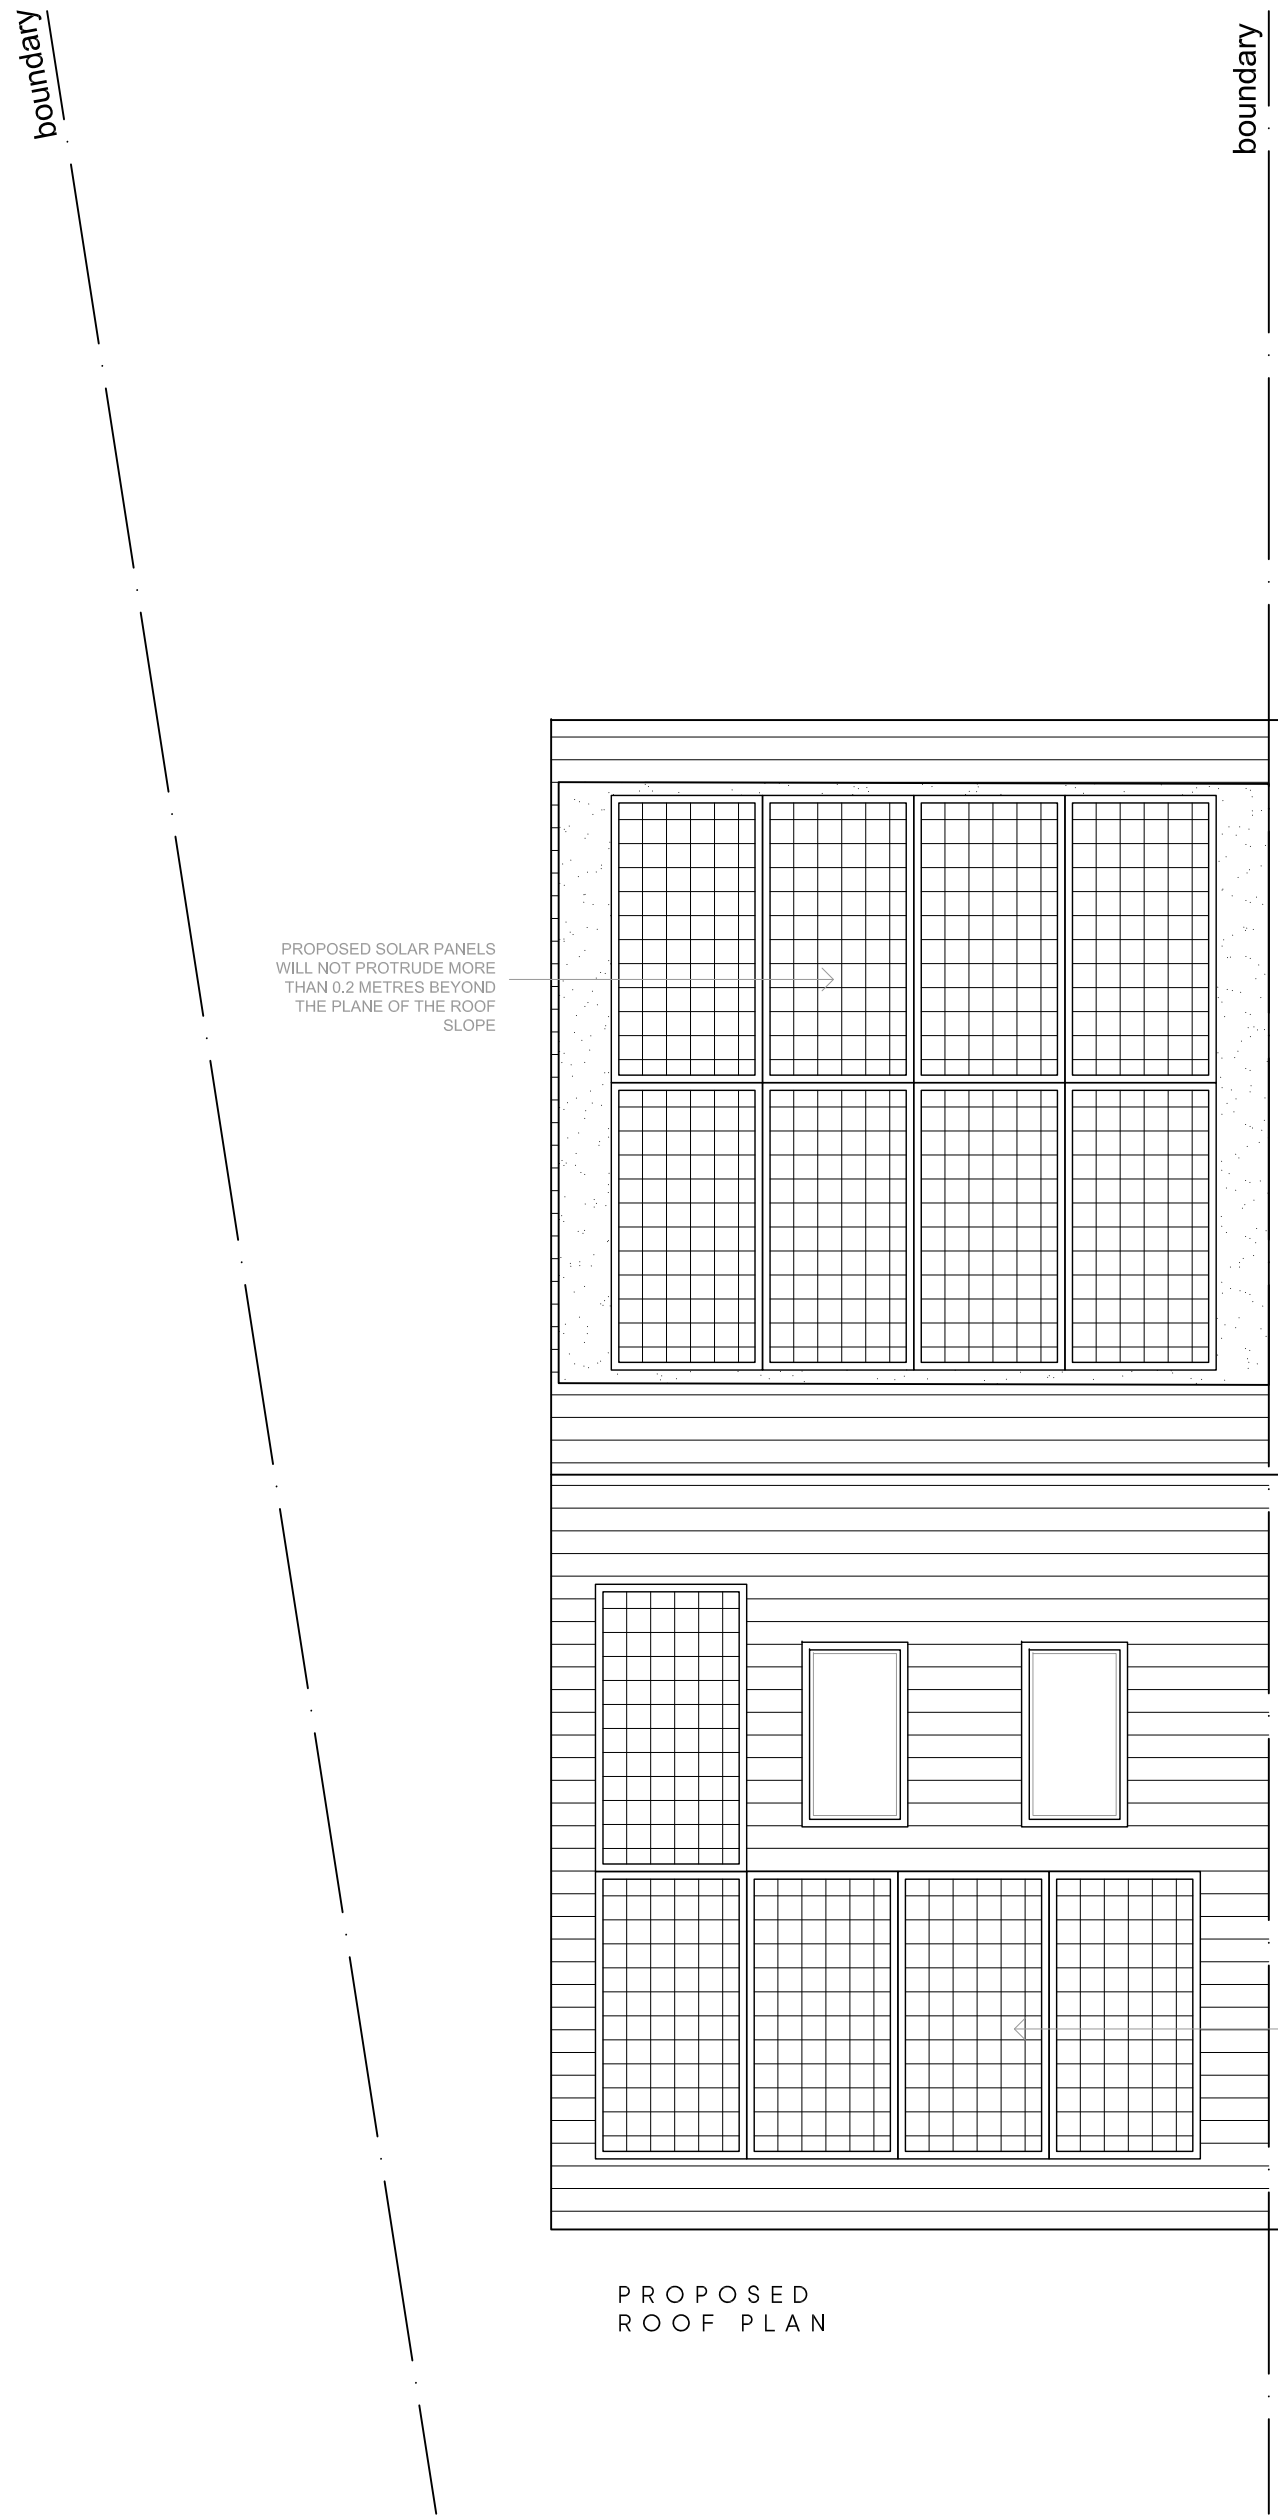 boundary
boundary
PROPOSED SOLAR PANELS
WILL NOT PROTRUDE MORE
THAN 0.2 METRES BEYOND
THE PLANE OF THE ROOF
SLOPE
PROPOSED
ROOF PLAN